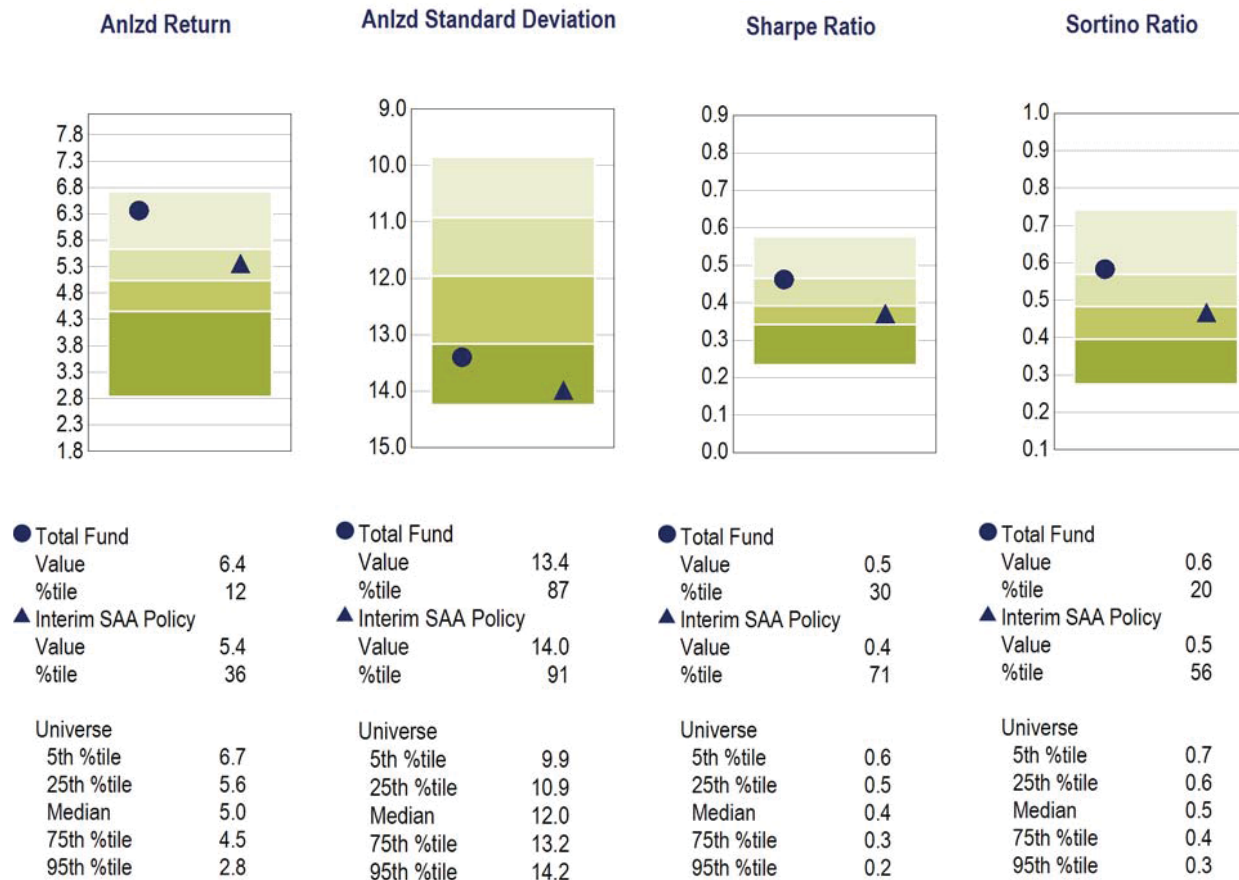 Anlzd Return
7.8
7.3
6.8
6.3
5.8
5.3
4.8
4.3
3.8
3.3
2.8
2.3
1.8
Total Fund
Value 6.4
%tile 12
Interim SAA Policy
Value 5.4
%tile 36
Universe
5th %tile 6.7
25th %tile 5.6
Median 5.0
75th %tile 4.5
95th %tile 2.8
Anlzd Standard Deviation
9.0
10.0
11.0
12.0
13.0
14.0
15.0
Total Fund
Value 13.4
%tile 87
Interim SAA Policy
Value 14.0
%tile 91
Universe
5th %tile 9.9
25th %tile 10.9
Median 12.0
75th %tile 13.2
95th %tile 14.2
Sharpe Ratio
0.9
0.8
0.7
0.6
0.5
0.4
0.3
0.2
0.1
0.0
Total Fund
Value 0.5
%tile 30
Interim SAA Policy
Value 0.4
%tile 71
Universe
5th %tile 0.6
25th %tile 0.5
Median 0.4
75th %tile 0.3
95th %tile 0.2
Sortino Ratio
1.0
0.9
0.8
0.7
0.6
0.5
0.4
0.3
0.2
0.1
Total Fund
Value 0.6
%tile 20
Interim SAA Policy
Value 0.5
%tile 56
Universe
5th %tile 0.7
25th %tile 0.6
Median 0.5
75th %tile 0.4
95th %tile 0.3